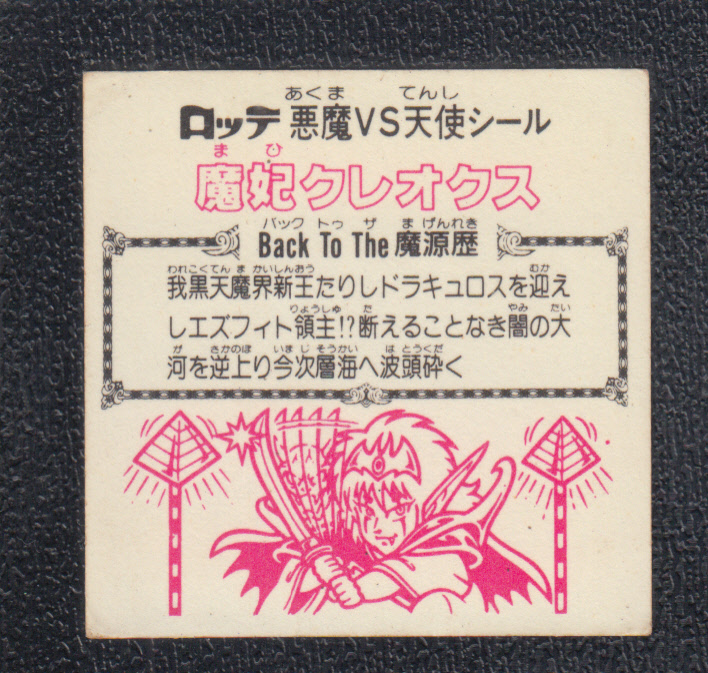 あくま てんし
ロッテ 悪魔VS天使シール
まひ
魔妃クレオクス
バック トゥ ザ まげんれき
Back To The 魔源歴
われこくてんまかいしんおう むか
我黒天魔界新王たりしドラキュロスを迎え
りょうしゅ た やみ たい
しエズフィト領主!?断えることなき闇の大
が さかのぼ いまじそうかい はとうくだ
河を逆上り今次層海へ波頭砕く